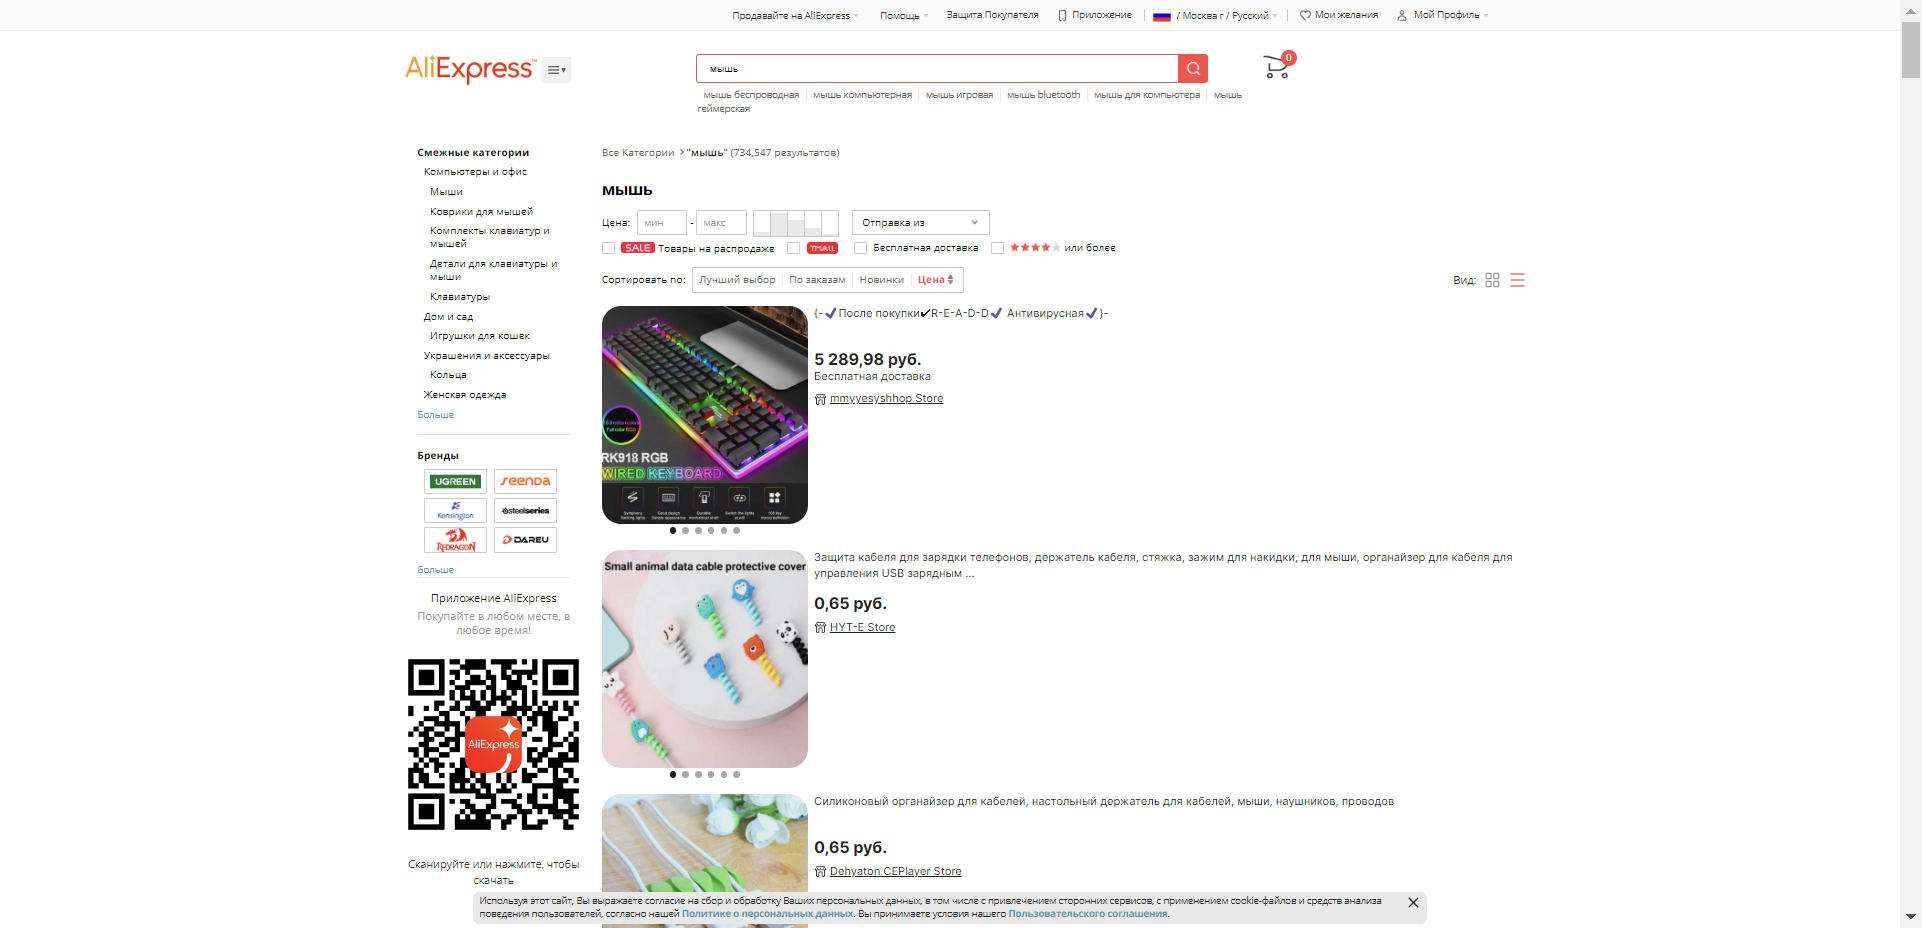 Продавайте на AliExpress
Помощь
Защита Покупателя
Приложение
/ Москва г / Русский
Мои желания
Мой Профиль
AliExpress™
мышь
0
мышь беспроводная
мышь компьютерная
мышь игровая
мышь bluetooth
мышь для компьютера
мышь
геймерская
Смежные категории
Компьютеры и офис
Мыши
Коврики для мышей
Комплекты клавиатур и
мышей
Детали для клавиатуры и
мыши
Клавиатуры
Дом и сад
Игрушки для кошек
Украшения и аксессуары
Кольца
Женская одежда
Больше
Бренды
UGREEN
seenda
Kensington
steelseries
REDRAGON
DAREU
Больше
Приложение AliExpress
Покупайте в любом месте, в
любое время!
AliExpress
Сканируйте или нажмите, чтобы
скачать
Все Категории > "мышь" (734,547 результатов)
мышь
Цена: мин - макс
Отправка из
SALE Товары на распродаже
TMALL
Бесплатная доставка
или более
Сортировать по: Лучший выбор По заказам Новинки Цена
Вид:
{-✔После покупки✔R-E-A-D-D✔ Антивирусная✔}-
5 289,98 руб.
Бесплатная доставка
mmyyesyshhop Store
Full color RGB
RK918 RGB
WIRED KEYBOARD
Small animal data cable protective cover
Защита кабеля для зарядки телефонов, держатель кабеля, стяжка, зажим для накидки, для мыши, органайзер для кабеля для
управления USB зарядным ...
0,65 руб.
HYT-E Store
Силиконовый органайзер для кабелей, настольный держатель для кабелей, мыши, наушников, проводов
0,65 руб.
Dehyaton CEPlayer Store
Используя этот сайт, Вы выражаете согласие на сбор и обработку Ваших персональных данных, в том числе с привлечением сторонних сервисов, с применением cookie-файлов и средств анализа
поведения пользователей, согласно нашей Политике о персональных данных. Вы принимаете условия нашего Пользовательского соглашения.